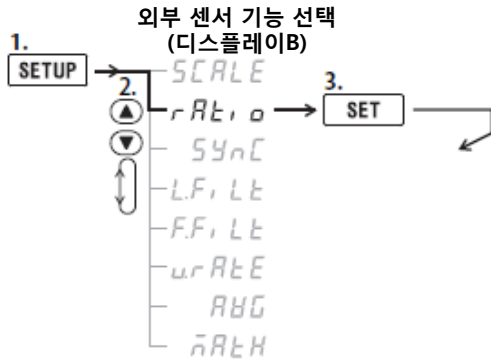 외부 센서 기능 선택
(디스플레이B)
1.
SETUP
2.
SCALE
rAtio
3.
SET
SYnC
L.FiLt
F.FiLt
u.rAtE
AVG
mAtH